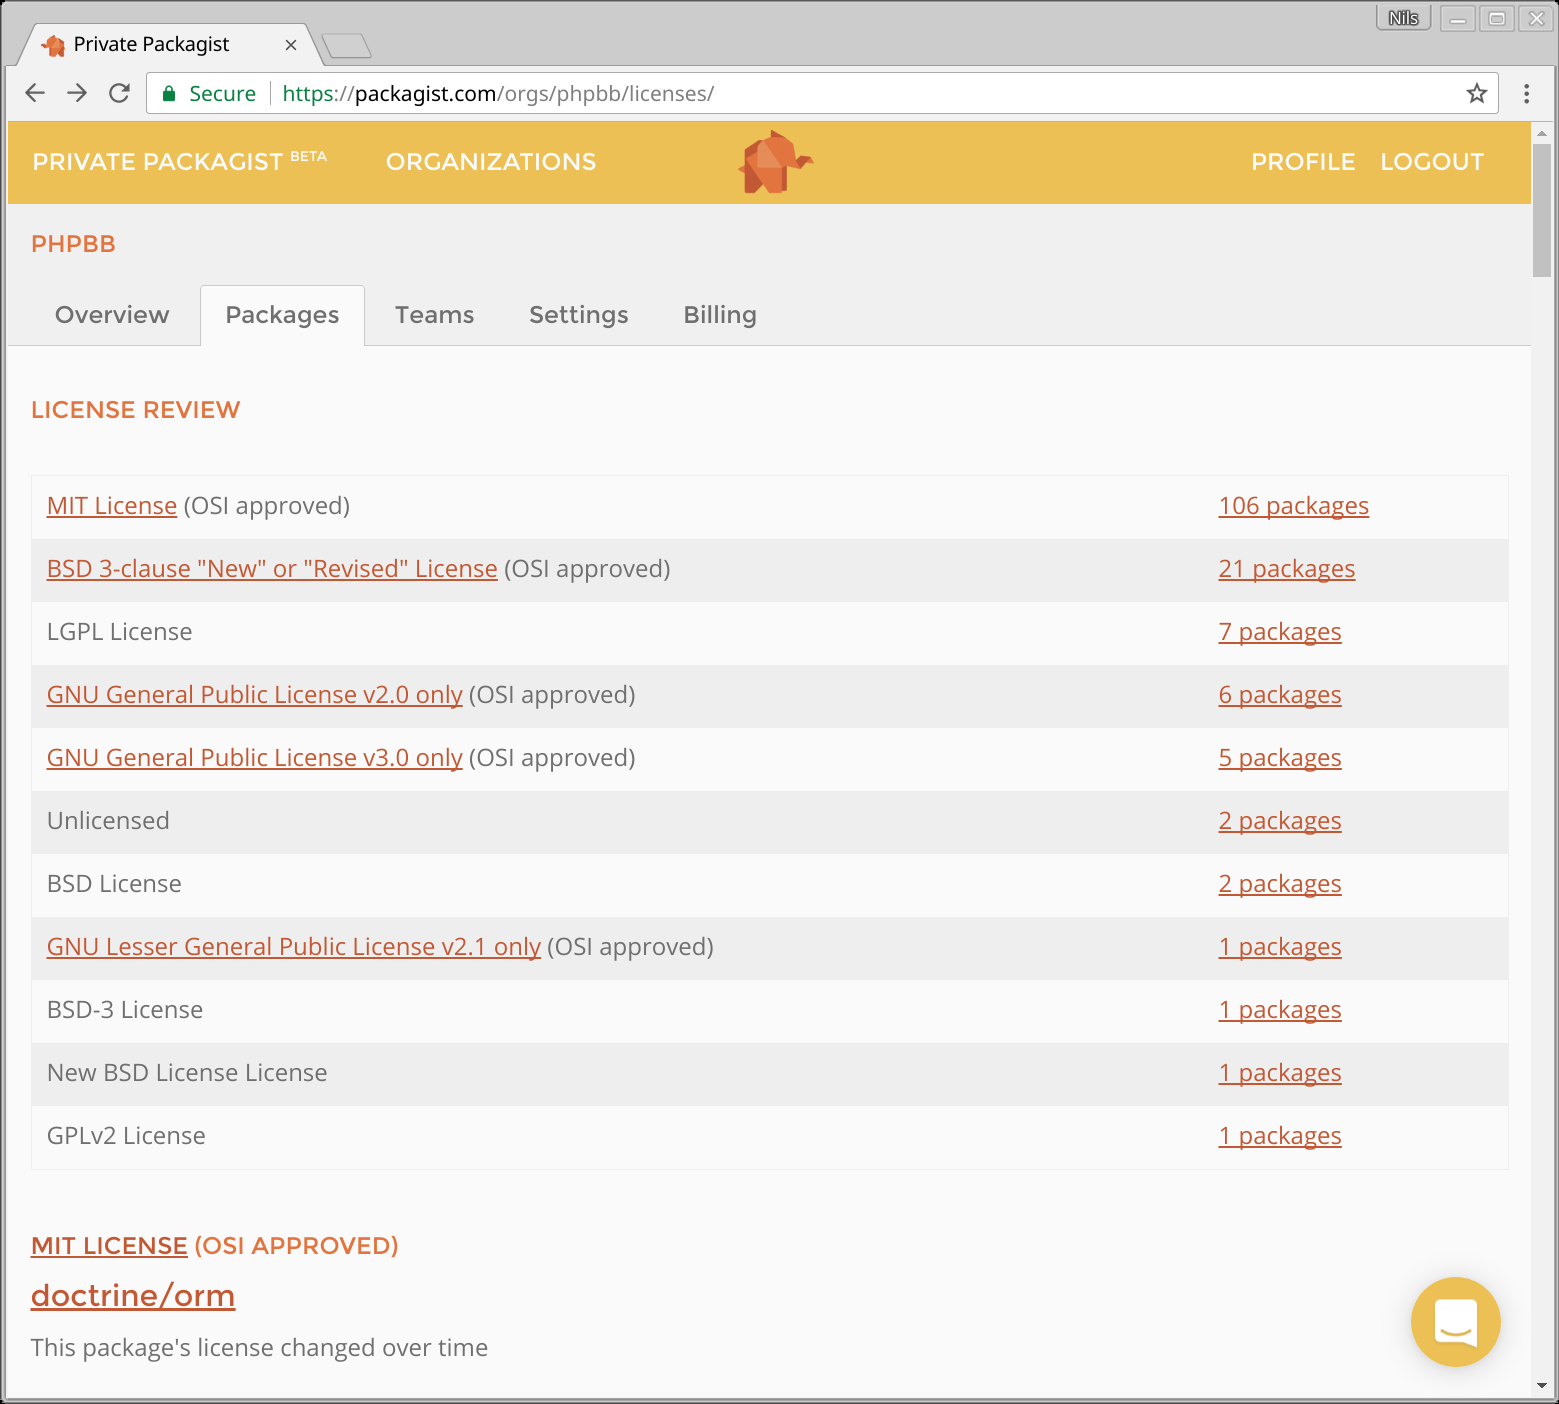 Nils
Private Packagist
Secure https://packagist.com/orgs/phpbb/licenses/
PRIVATE PACKAGIST BETA ORGANIZATIONS PROFILE LOGOUT
PHPBB
Overview Packages Teams Settings Billing
LICENSE REVIEW
MIT License (OSI approved) 106 packages
BSD 3-clause "New" or "Revised" License (OSI approved) 21 packages
LGPL License 7 packages
GNU General Public License v2.0 only (OSI approved) 6 packages
GNU General Public License v3.0 only (OSI approved) 5 packages
Unlicensed 2 packages
BSD License 2 packages
GNU Lesser General Public License v2.1 only (OSI approved) 1 packages
BSD-3 License 1 packages
New BSD License License 1 packages
GPLv2 License 1 packages
MIT LICENSE (OSI APPROVED)
doctrine/orm
This package's license changed over time